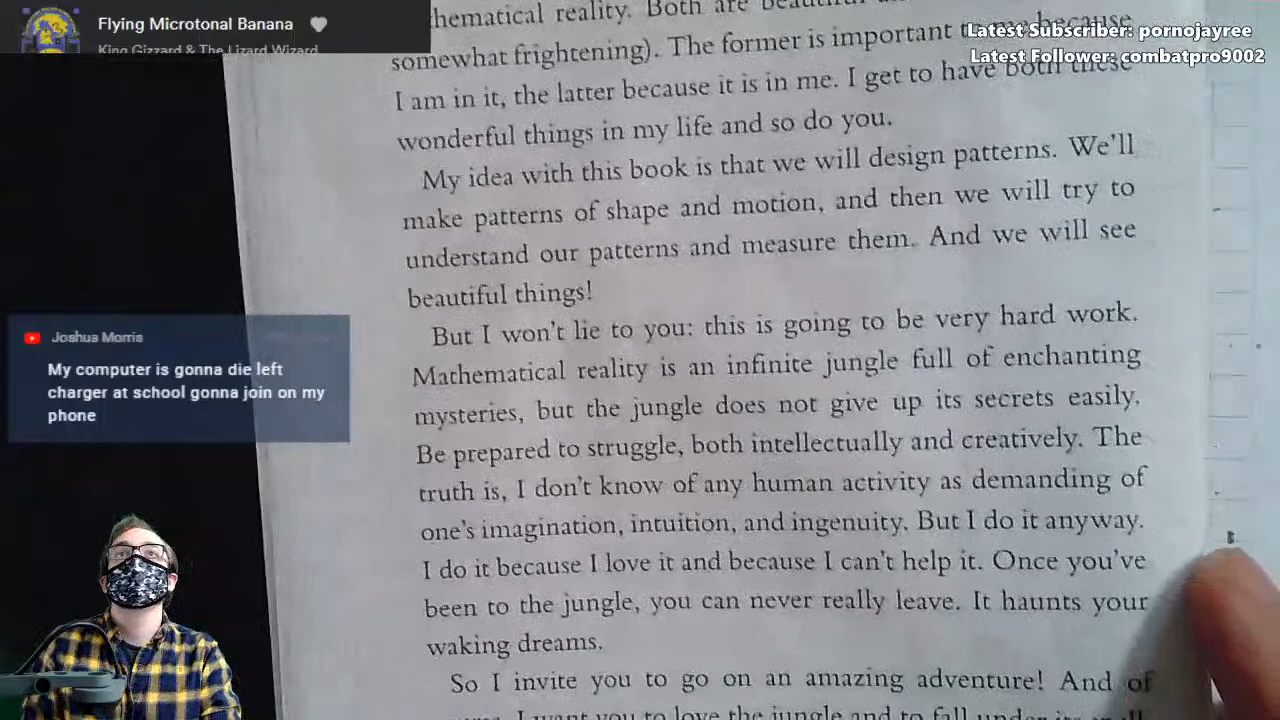 Flying Microtonal Banana
King Gizzard & The Lizard Wizard
Latest Subscriber: pornojayree
Latest Follower: combatpro9002
hematical reality. Both are
somewhat frightening). The former is important to me because
I am in it, the latter because it is in me. I get to have both these
wonderful things in my life and so do you.
My idea with this book is that we will design patterns. We'll
make patterns of shape and motion, and then we will try to
understand our patterns and measure them. And we will see
beautiful things!
But I won't lie to you: this is going to be very hard work.
Mathematical reality is an infinite jungle full of enchanting
mysteries, but the jungle does not give up its secrets easily.
Be prepared to struggle, both intellectually and creatively. The
truth is, I don't know of any human activity as demanding of
one's imagination, intuition, and ingenuity. But I do it anyway.
I do it because I love it and because I can't help it. Once you've
been to the jungle, you can never really leave. It haunts your
waking dreams.
So I invite you to go on an amazing adventure! And of
I want you to love the jungle and to fall under its
Joshua Morris
My computer is gonna die left
charger at school gonna join on my
phone